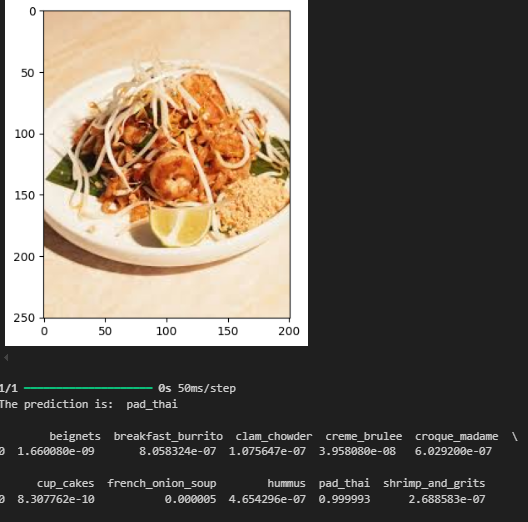 0
50
100
150
200
250
0 50 100 150 200
1/1 ━━━━━━━━━━━━━━━━━━━━ 0s 50ms/step
The prediction is:  pad_thai
beignets  breakfast_burrito  clam_chowder  creme_brulee  croque_madame  \
0  1.660080e-09  8.058324e-07  1.075647e-07  3.958080e-08  6.029200e-07
cup_cakes  french_onion_soup  hummus  pad_thai  shrimp_and_grits
0  8.307762e-10  0.000005  4.654296e-07  0.999993  2.688583e-07